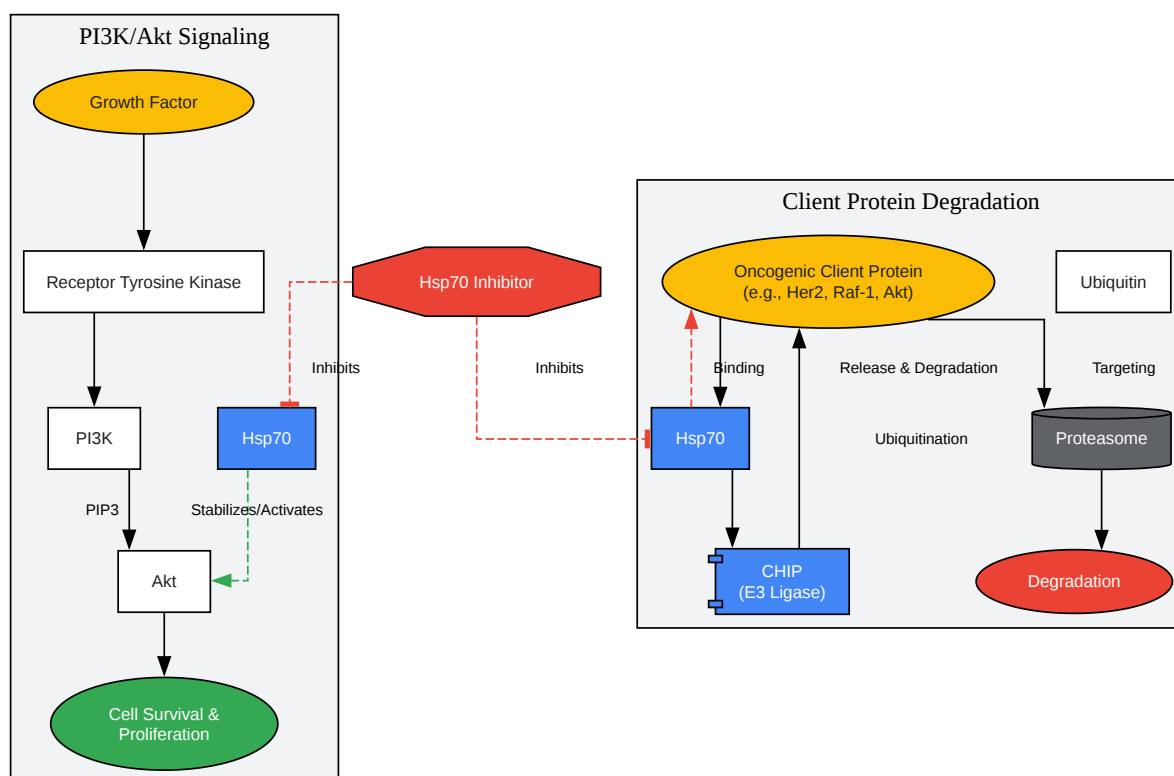 PI3K/Akt Signaling
Growth Factor
Receptor Tyrosine Kinase
PI3K
Hsp70
PIP3
Stabilizes/Activates
Akt
Cell Survival &
Proliferation
Hsp70 Inhibitor
Inhibits
Inhibits
Client Protein Degradation
Oncogenic Client Protein
(e.g., Her2, Raf-1, Akt)
Ubiquitin
Binding
Release & Degradation
Targeting
Hsp70
Ubiquitination
Proteasome
CHIP
(E3 Ligase)
Degradation